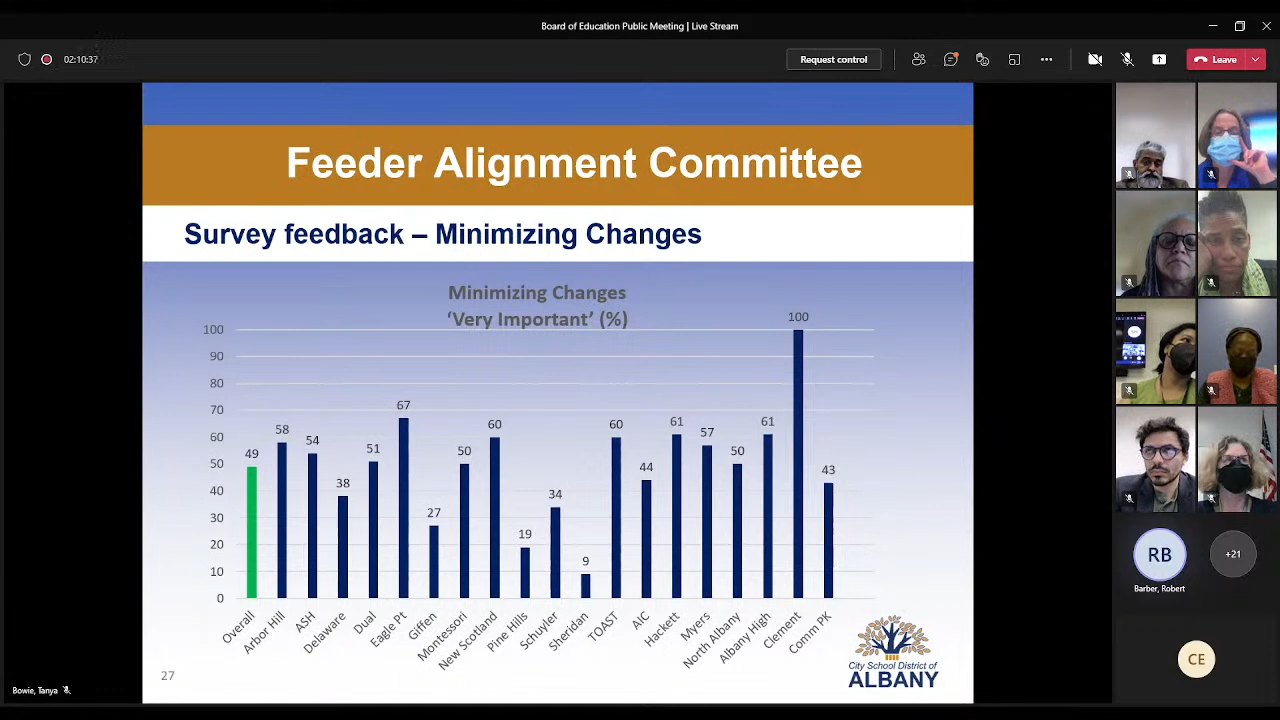 Board of Education Public Meeting | Live Stream
02:10:37
Request control
Leave
Feeder Alignment Committee
Survey feedback – Minimizing Changes
Minimizing Changes
‘Very Important’ (%)
100
90
80
70
60
50
40
30
20
10
0
49
58
54
38
51
67
27
50
60
19
34
9
60
44
61
57
50
61
100
43
Overall
Arbor Hill
ASH
Delaware
Dual
Eagle Pt
Giffen
Montessori
New Scotland
Pine Hills
Schuyler
Sheridan
TOAST
AIC
Hackett
Myers
North Albany
Albany High
Clement
Comm PK
City School District of
ALBANY
27
RB
+21
Barber, Robert
CE
Bowie, Tanya